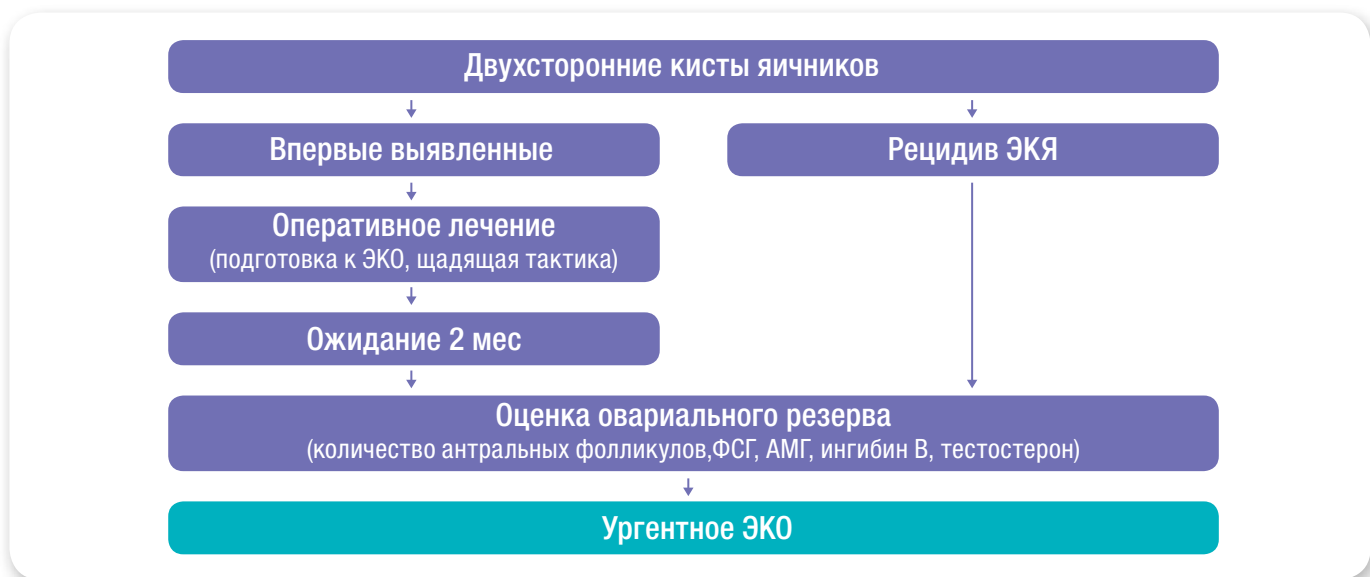 Двухсторонние кисты яичников
Впервые выявленные
Рецидив ЭКЯ
Оперативное лечение
(подготовка к ЭКО, щадящая тактика)
Ожидание 2 мес
Оценка овариального резерва
(количество антральных фолликулов,ФСГ, АМГ, ингибин В, тестостерон)
Ургентное ЭКО